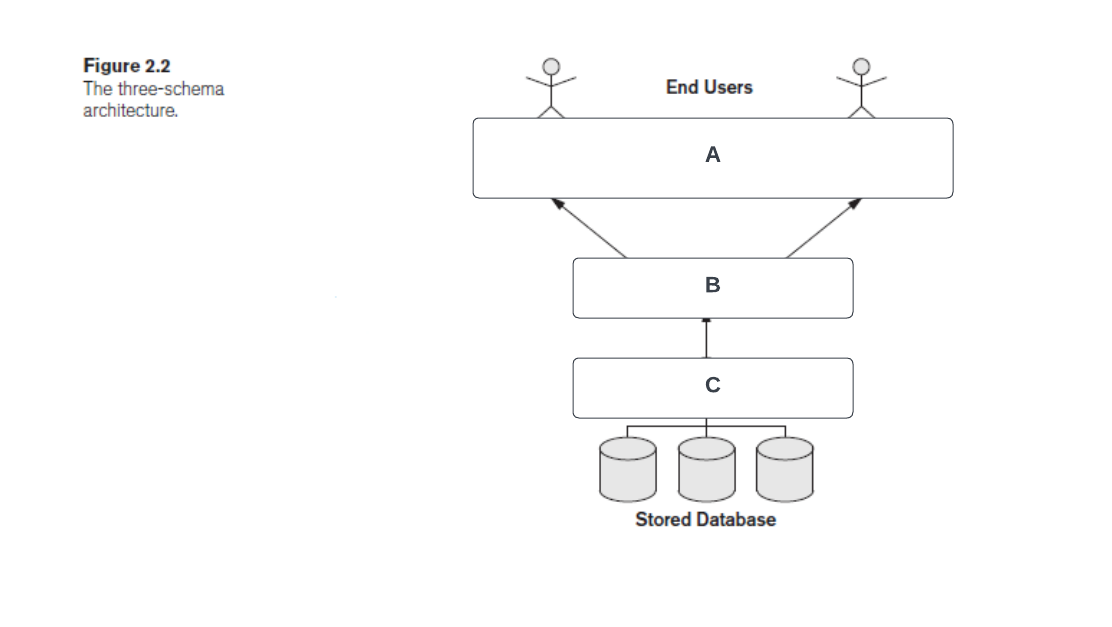 Figure 2.2
The three-schema
architecture.
End Users
A
B
C
Stored Database